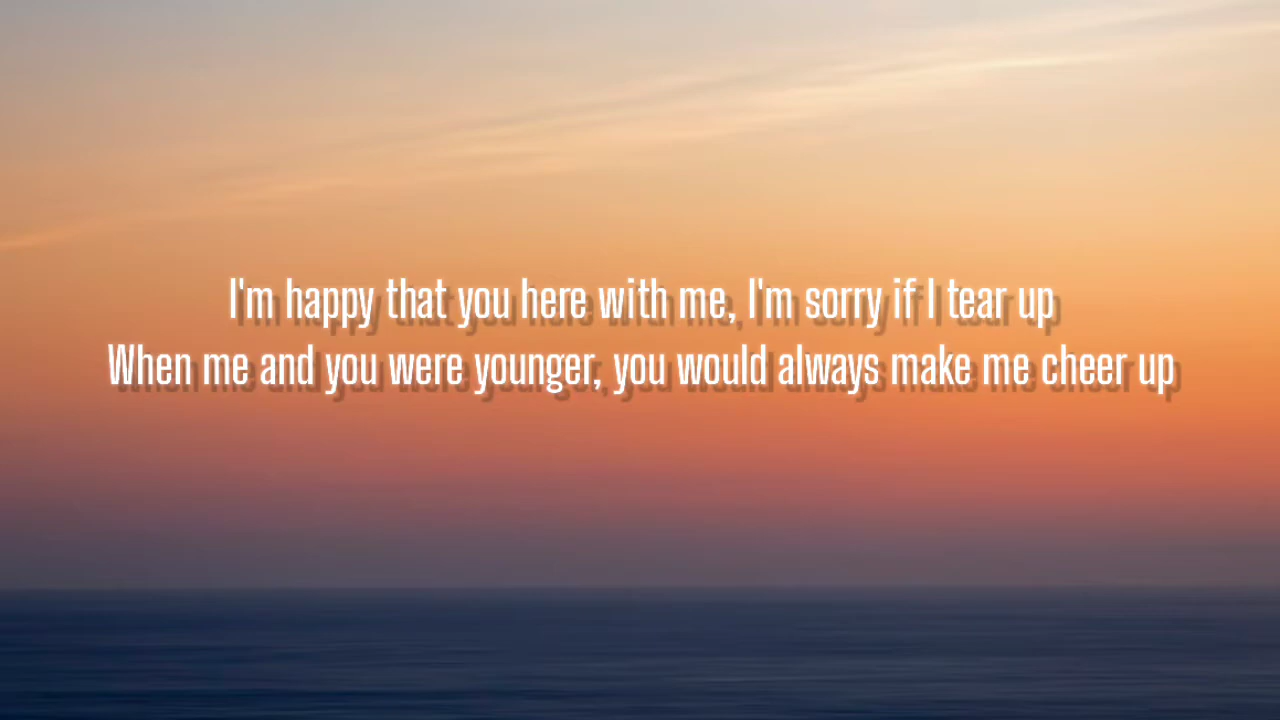 I'm happy that you here with me, I'm sorry if I tear up
When me and you were younger, you would always make me cheer up